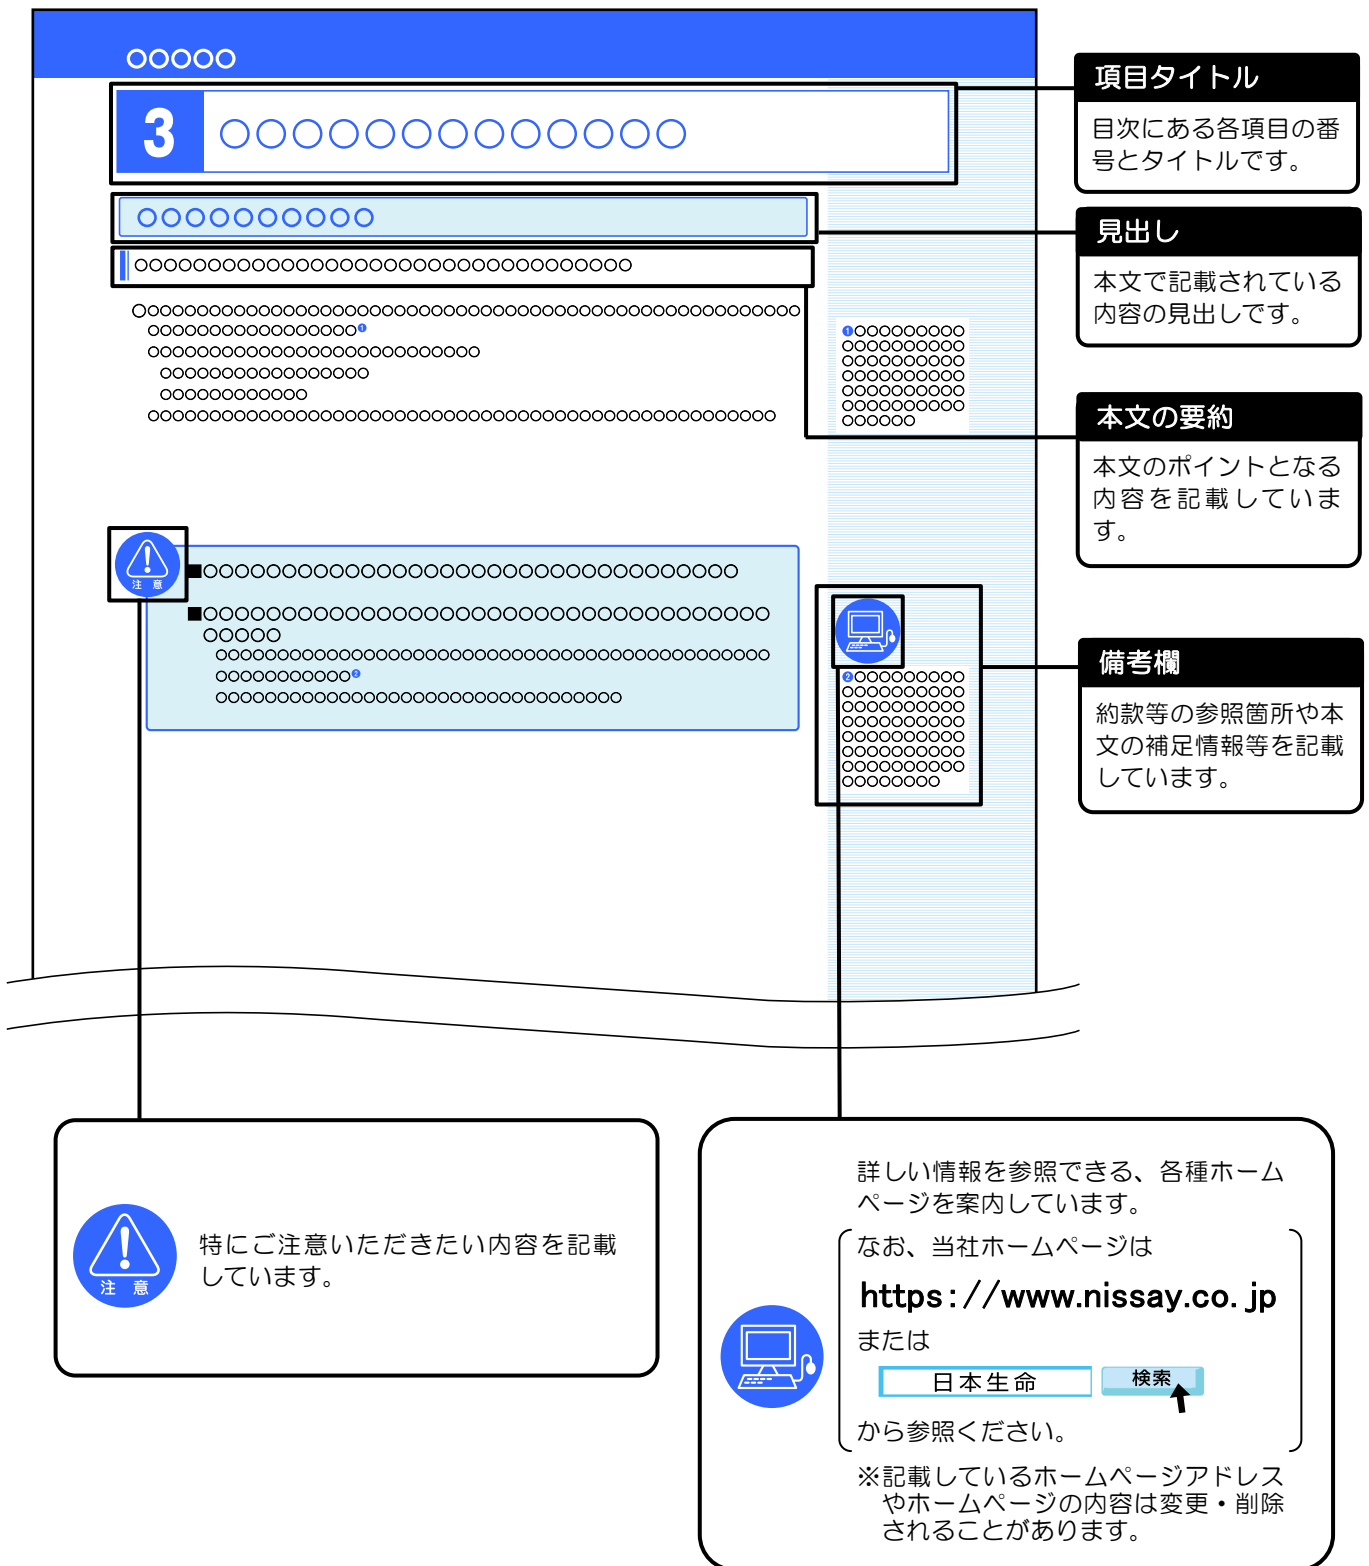 ○○○○○
3 ○○○○○○○○○○○○○
○○○○○○○○○○
○○○○○○○○○○○○○○○○○○○○○○○○○○○○○○○○○○
項目タイトル
目次にある各項目の番
号とタイトルです。
見出し
本文で記載されている
内容の見出しです。
本文の要約
本文のポイントとなる
内容を記載していま
す。
注 意
備考欄
約款等の参照箇所や本
文の補足情報等を記載
しています。
注 意
特にご注意いただきたい内容を記載
しています。
詳しい情報を参照できる、各種ホーム
ページを案内しています。
なお、当社ホームページは
https://www.nissay.co.jp
または
日本生命 検索
から参照ください。
※記載しているホームページアドレス
やホームページの内容は変更・削除
されることがあります。